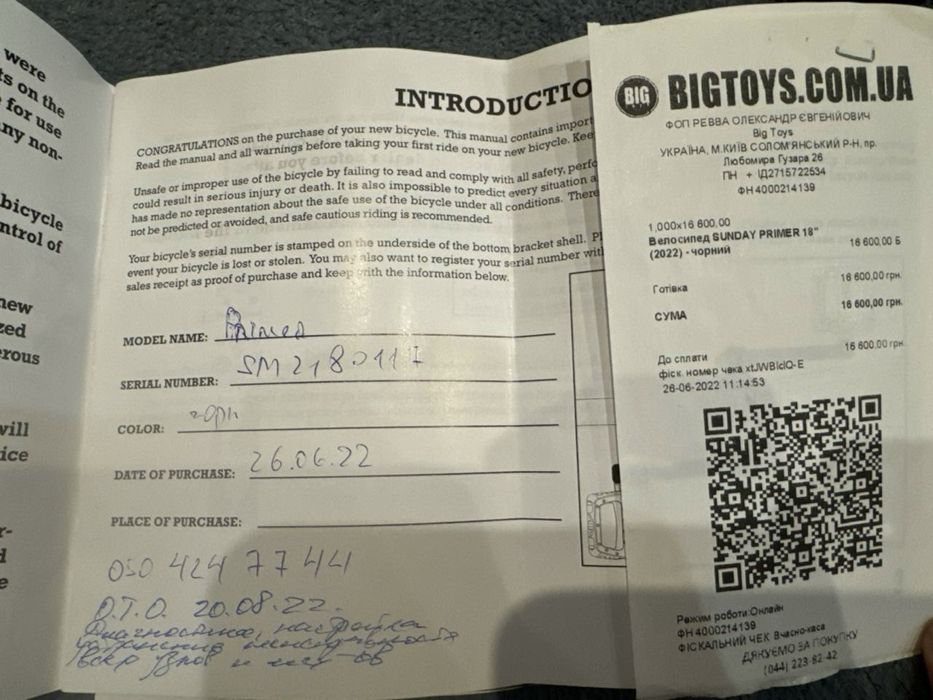 were
ts on the
for use
ny non-
bicycle
ntrol of
new
zed
erous
will
ice
r-
d
e
INTRODUCTIO
CONGRATULATIONS on the purchase of your new bicycle. This manual contains import
Read the manual and all warnings before taking your first ride on your new bicycle. Kee
Unsafe or improper use of the bicycle by failing to read and comply with all safety, perfo
could result in serious injury or death. It is also impossible to predict every situation a
has made no representation about the safe use of the bicycle under all conditions. There
not be predicted or avoided, and safe cautious riding is recommended.
Your bicycle's serial number is stamped on the underside of the bottom bracket shell. Pl
event your bicycle is lost or stolen. You may also want to register your serial number wit
sales receipt as proof of purchase and keep with the information below.
MODEL NAME:
SERIAL NUMBER: SM218011I
COLOR:
DATE OF PURCHASE: 26.06.22
PLACE OF PURCHASE:
050 424 77 44
О.Т.О. 20.08.22.
Диагностика, настройка
BIG BIGTOYS.COM.UA
ФОП РЕВВА ОЛЕКСАНДР ЄВГЕНІЙОВИЧ
Big Toys
УКРАЇНА, М.КИЇВ СОЛОМ'ЯНСЬКИЙ Р-Н, пр.
Любомира Гузара 26
ПН + ІД2715722534
ФН 4000214139
1,000x16 600,00
Велосипед SUNDAY PRIMER 18"
(2022) - чорний 16 600,00 Б
Готівка 16 600,00 грн.
СУМА 16 600,00 грн.
До сплати 16 600,00 грн.
фіск. номер чека xtJWBIclQ-E
26-06-2022 11:14:53
Режим роботи:Онлайн
ФН 4000214139
ФІСКАЛЬНИЙ ЧЕК Вчасно-каса
ДЯКУЄМО ЗА ПОКУПКУ
(044) 223-82-42